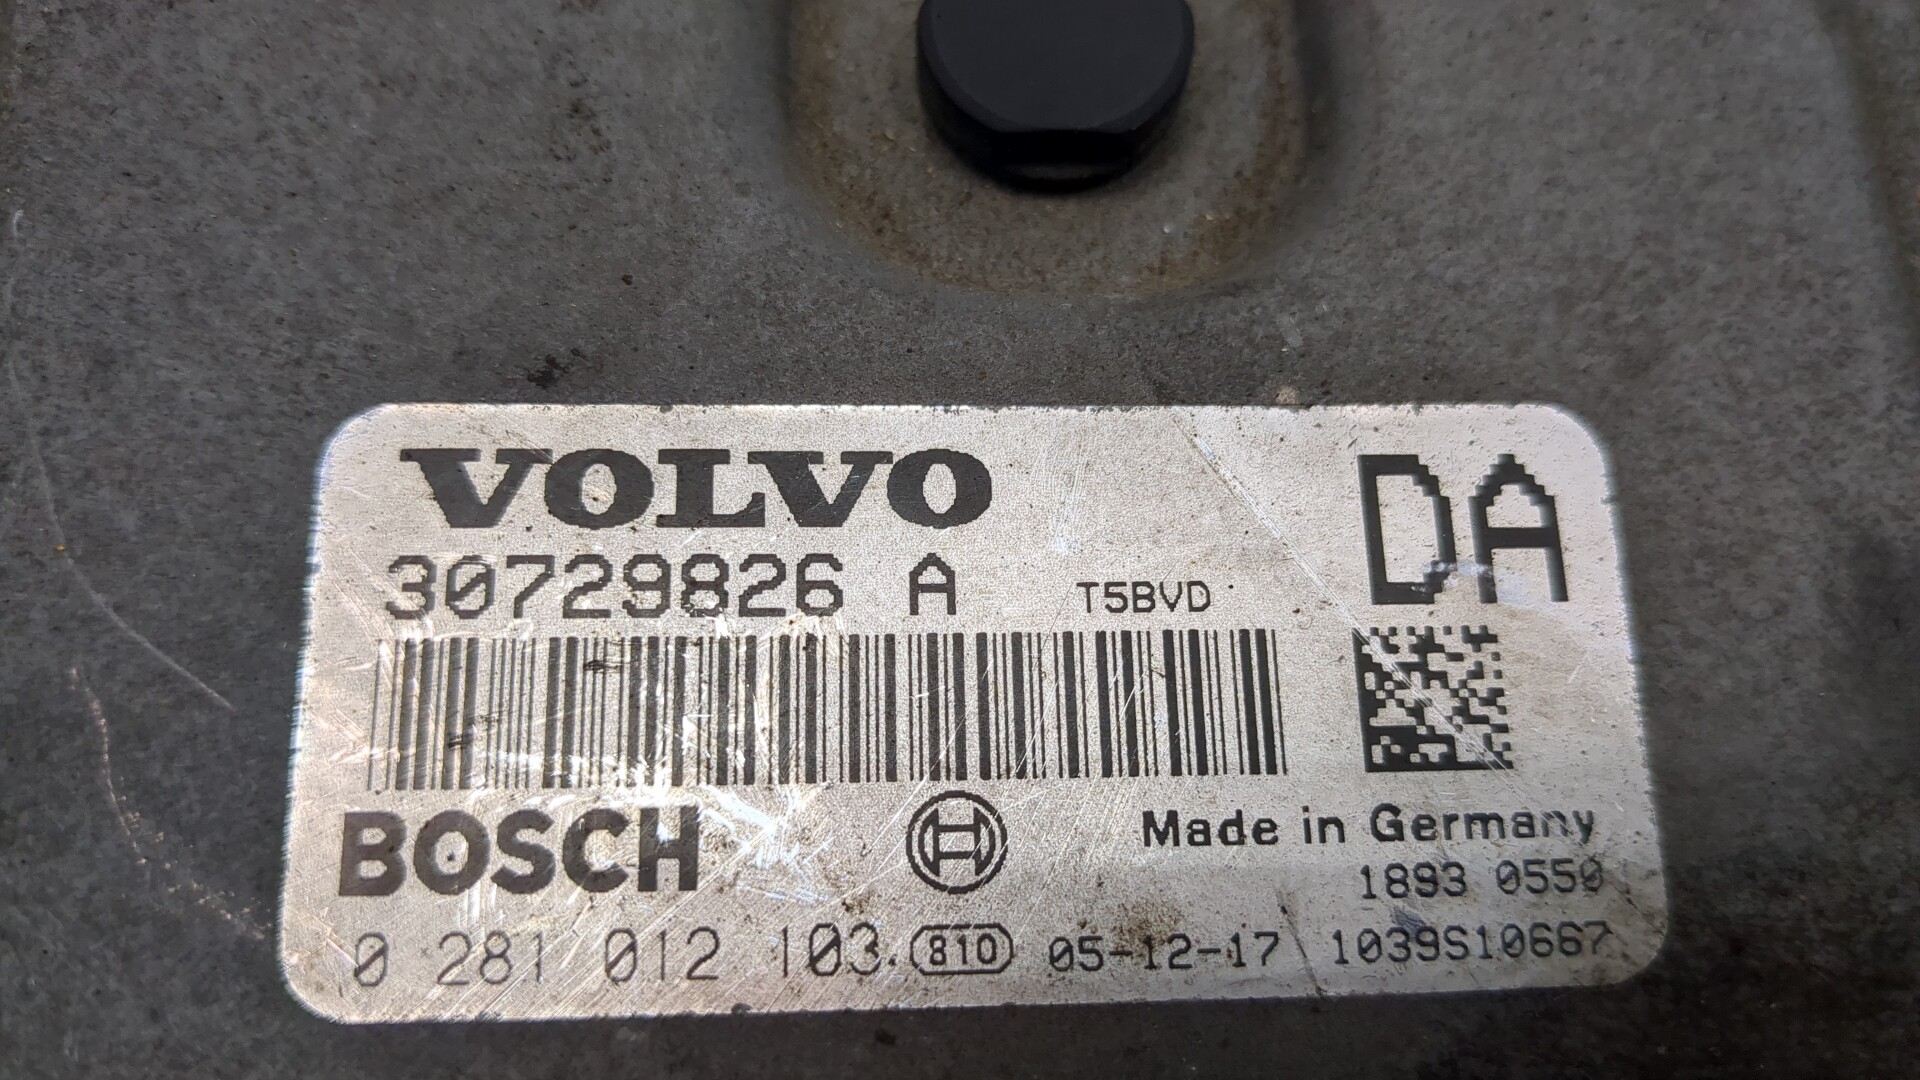 VOLVO
DA
30729826 A T5BVD
BOSCH
Made in Germany
1893 0550
0 281 012 103 810 05-12-17 1039S10667